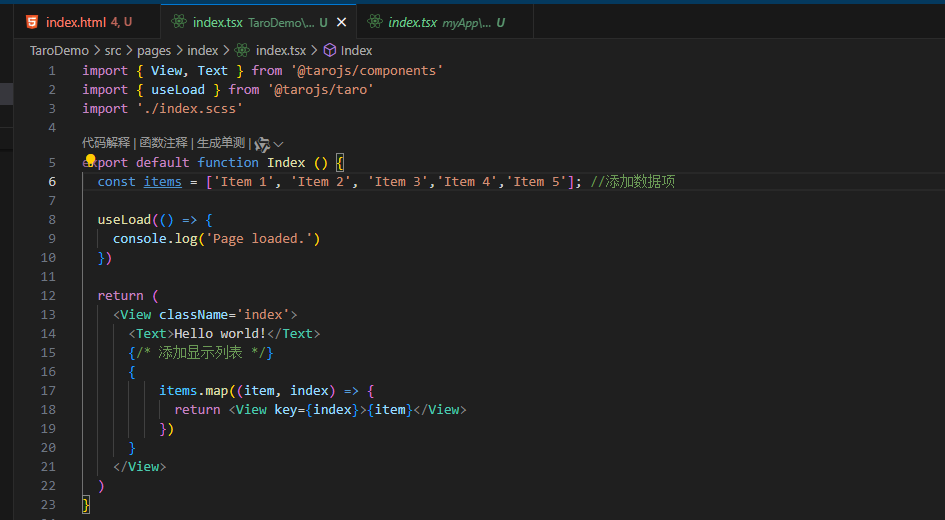 index.html 4, U
index.tsx TaroDemo\... U
index.tsx myApp\... U
TaroDemo > src > pages > index > index.tsx > Index
1 import { View, Text } from '@tarojs/components'
2 import { useLoad } from '@tarojs/taro'
3 import './index.scss'
4
代码解释 | 函数注释 | 生成单测 |
5 export default function Index () {
6 const items = ['Item 1', 'Item 2', 'Item 3','Item 4','Item 5']; //添加数据项
7
8 useLoad(() => {
9 console.log('Page loaded.')
10 })
11
12 return (
13 <View className='index'>
14 <Text>Hello world!</Text>
15 {/* 添加显示列表 */}
16 {
17 items.map((item, index) => {
18 return <View key={index}>{item}</View>
19 })
20 }
21 </View>
22 )
23 }